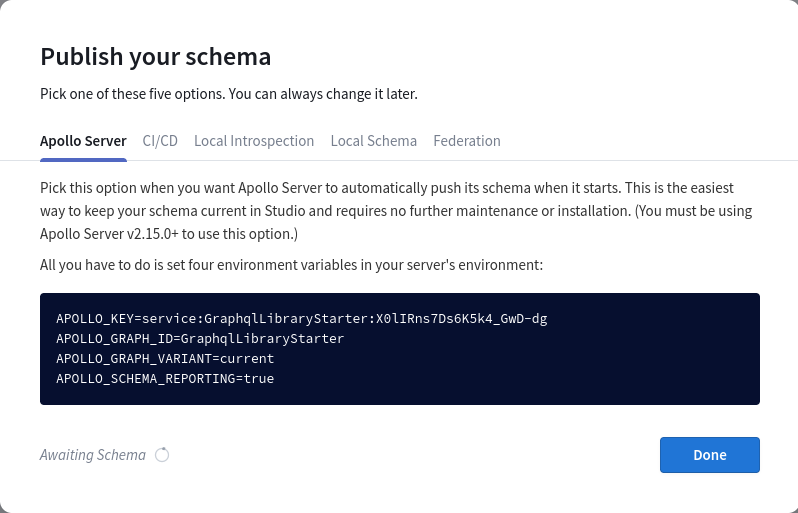 Publish your schema
Pick one of these five options. You can always change it later.
Apollo Server CI/CD Local Introspection Local Schema Federation
Pick this option when you want Apollo Server to automatically push its schema when it starts. This is the easiest
way to keep your schema current in Studio and requires no further maintenance or installation. (You must be using
Apollo Server v2.15.0+ to use this option.)
All you have to do is set four environment variables in your server's environment:
APOLLO_KEY=service:GraphqlLibraryStarter:X0lIRns7Ds6K5k4_GwD-dg
APOLLO_GRAPH_ID=GraphqlLibraryStarter
APOLLO_GRAPH_VARIANT=current
APOLLO_SCHEMA_REPORTING=true
Awaiting Schema
Done